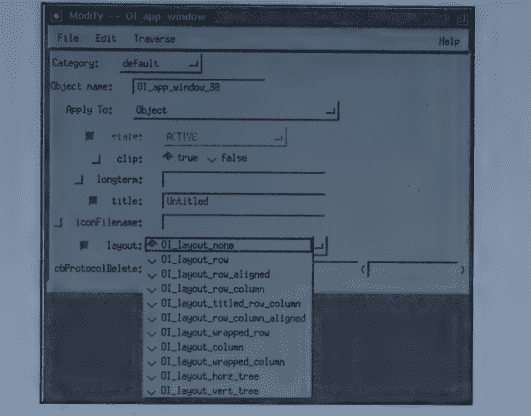 Modify -- OI_app_window
File Edit Traverse Help
Category: default
Object name: OI_app_window_38
Apply To: Object
state: ACTIVE
clip: true false
longterm:
title: Untitled
iconFilename:
layout: OI_layout_none
OI_layout_row
cbProtocolDelete: ( )
OI_layout_row_aligned
OI_layout_row_column
OI_layout_titled_row_column
OI_layout_row_column_aligned
OI_layout_wrapped_row
OI_layout_column
OI_layout_wrapped_column
OI_layout_horz_tree
OI_layout_vert_tree